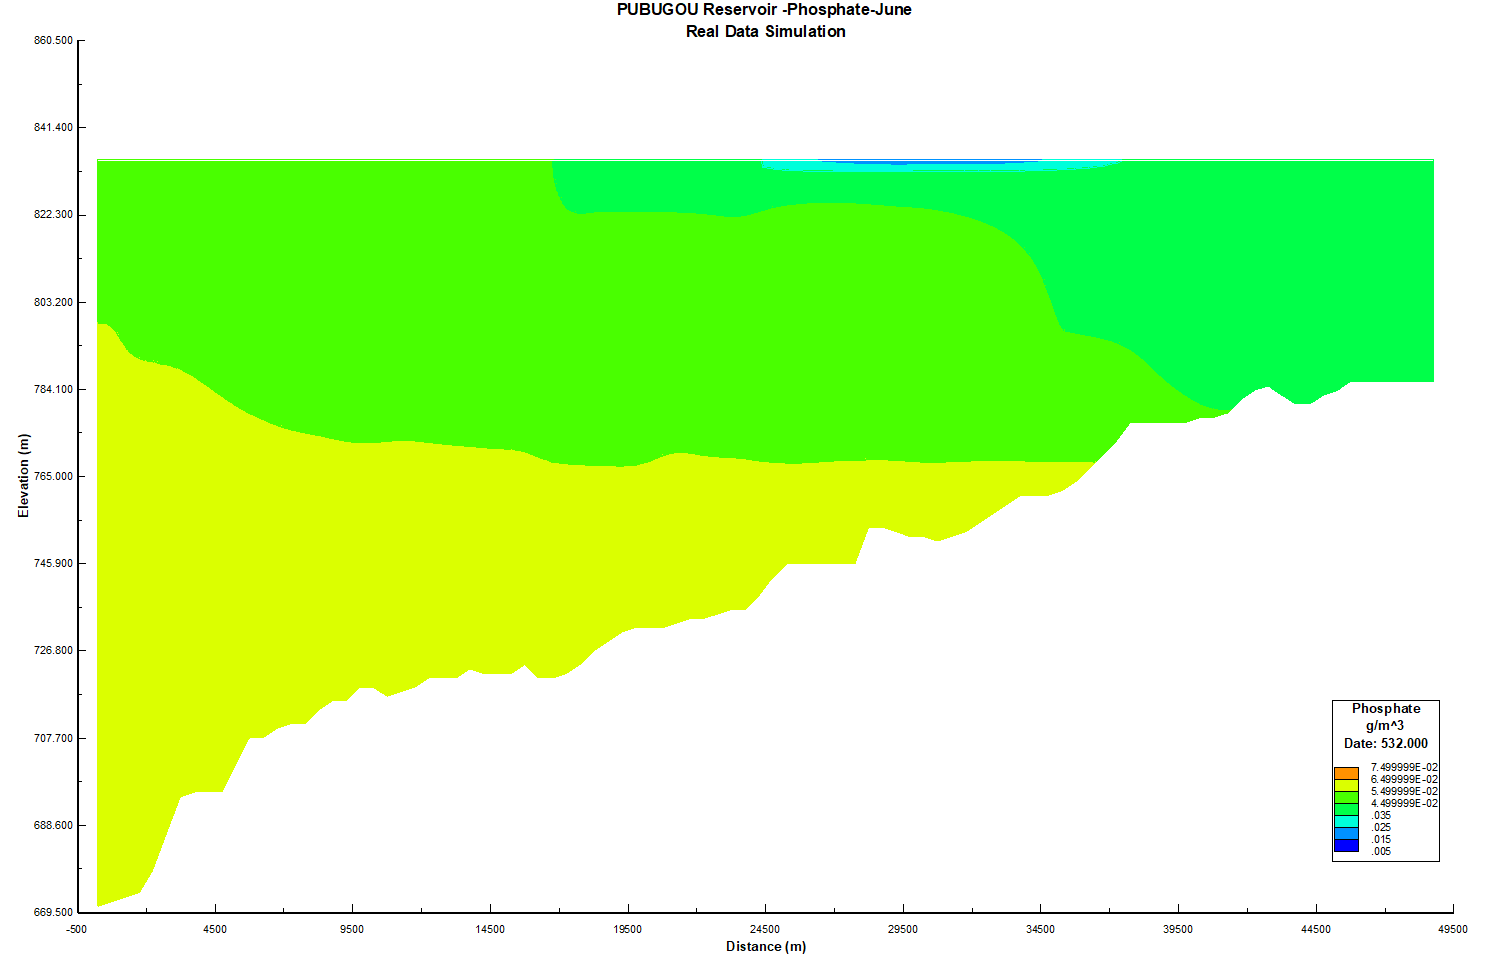 PUBUGOU Reservoir -Phosphate-June
Real Data Simulation
860.500
841.400
822.300
803.200
784.100
765.000
745.900
726.800
707.700
688.600
669.500
Elevation (m)
-500 4500 9500 14500 19500 24500 29500 34500 39500 44500 49500
Distance (m)
Phosphate
g/m^3
Date: 532.000
7.499999E-02
6.499999E-02
5.499999E-02
4.499999E-02
.035
.025
.015
.005